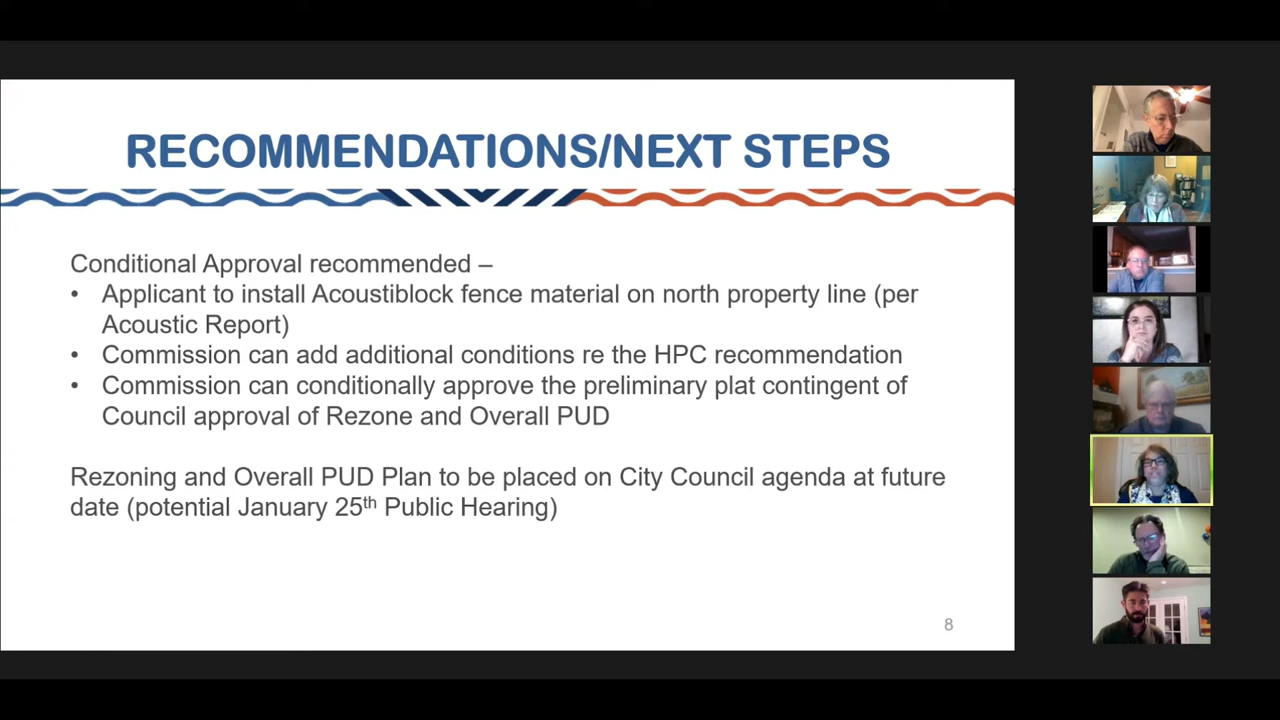 RECOMMENDATIONS/NEXT STEPS
Conditional Approval recommended –
• Applicant to install Acoustiblock fence material on north property line (per
Acoustic Report)
• Commission can add additional conditions re the HPC recommendation
• Commission can conditionally approve the preliminary plat contingent of
Council approval of Rezone and Overall PUD
Rezoning and Overall PUD Plan to be placed on City Council agenda at future
date (potential January 25th Public Hearing)
8